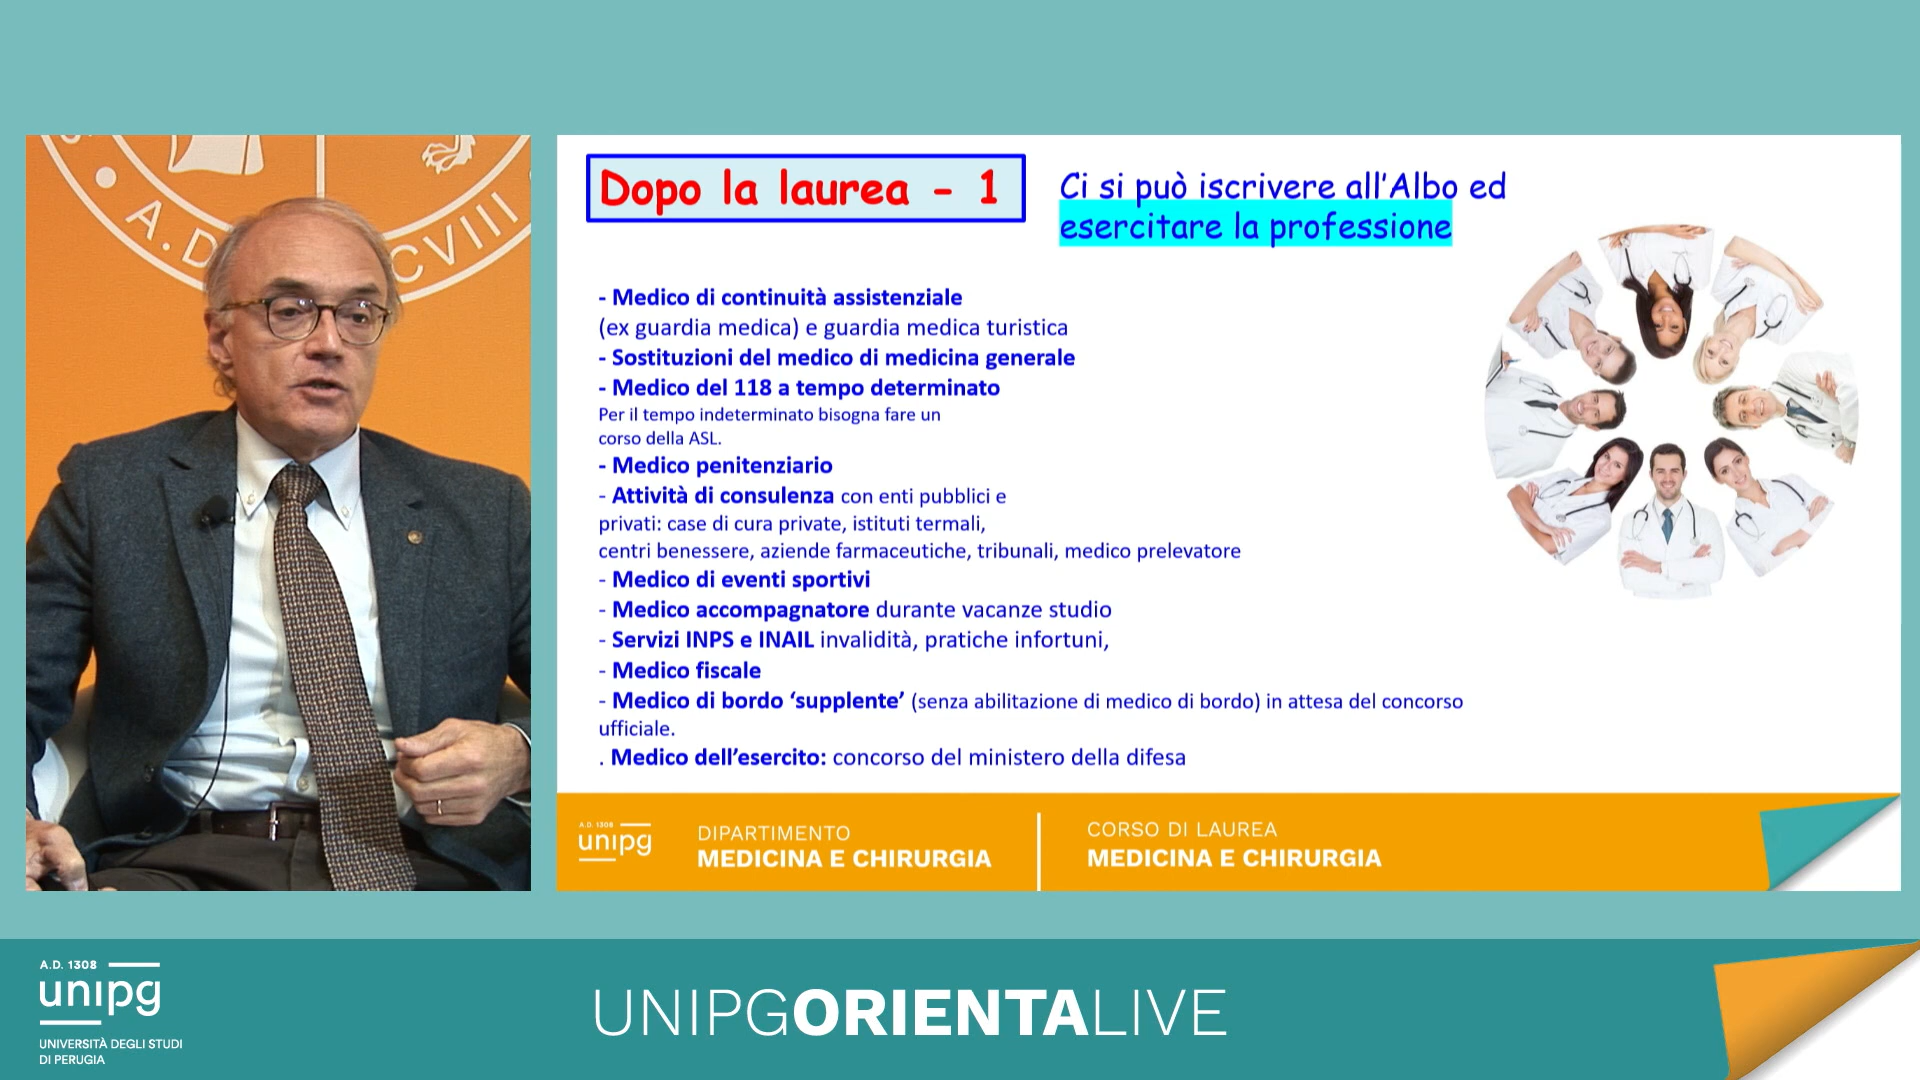 A.D.
CVIII
Dopo la laurea - 1
Ci si può iscrivere all'Albo ed
esercitare la professione
- Medico di continuità assistenziale
(ex guardia medica) e guardia medica turistica
- Sostituzioni del medico di medicina generale
- Medico del 118 a tempo determinato
Per il tempo indeterminato bisogna fare un
corso della ASL.
- Medico penitenziario
- Attività di consulenza con enti pubblici e
privati: case di cura private, istituti termali,
centri benessere, aziende farmaceutiche, tribunali, medico prelevatore
- Medico di eventi sportivi
- Medico accompagnatore durante vacanze studio
- Servizi INPS e INAIL invalidità, pratiche infortuni,
- Medico fiscale
- Medico di bordo ‘supplente’ (senza abilitazione di medico di bordo) in attesa del concorso
ufficiale.
. Medico dell’esercito: concorso del ministero della difesa
A.D. 1308
unipg
DIPARTIMENTO
MEDICINA E CHIRURGIA
CORSO DI LAUREA
MEDICINA E CHIRURGIA
A.D. 1308
unipg
UNIVERSITÀ DEGLI STUDI
DI PERUGIA
UNIPGORIENTALIVE